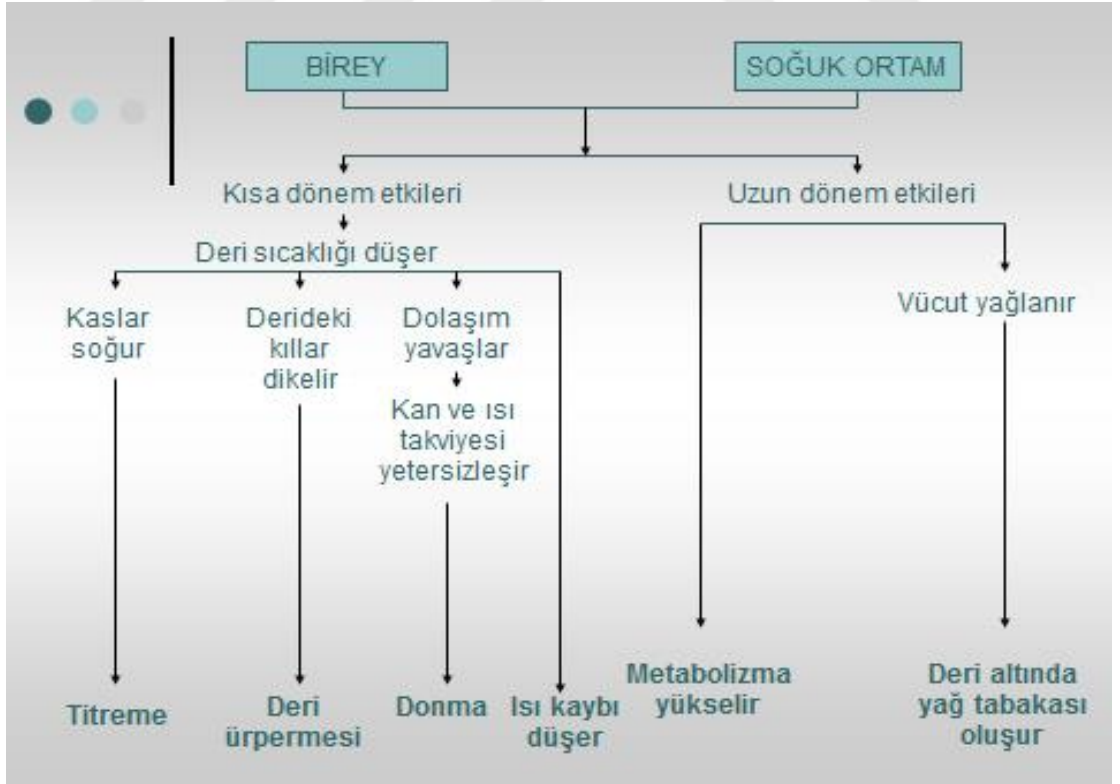 BİREY
SOĞUK ORTAM
Kısa dönem etkileri
Uzun dönem etkileri
Deri sıcaklığı düşer
Kaslar
soğur
Derideki
kıllar
dikelir
Dolaşım
yavaşlar
Kan ve ısı
takviyesi
yetersizleşir
Vücut yağlanır
Titreme
Deri
ürpermesi
Donma
Isı kaybı
düşer
Metabolizma
yükselir
Deri altında
yağ tabakası
oluşur